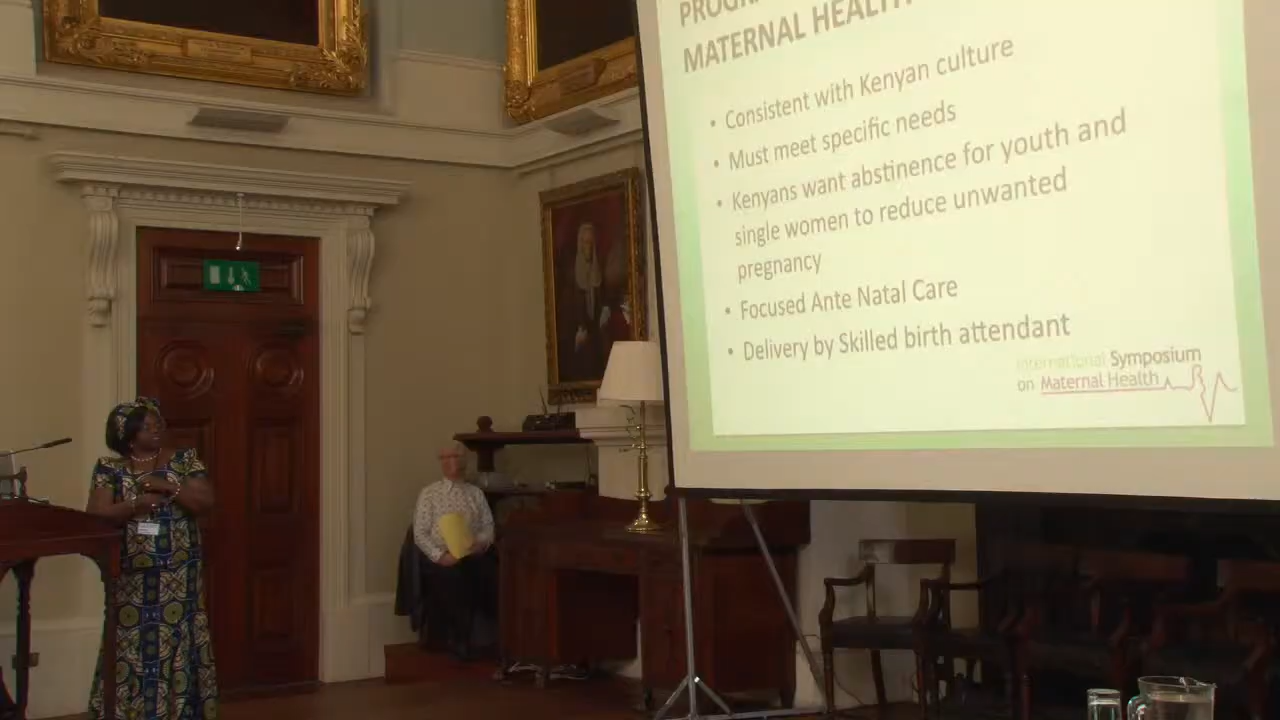 MATERNAL HEALTH
• Consistent with Kenyan culture
• Must meet specific needs
• Kenyans want abstinence for youth and
single women to reduce unwanted
pregnancy
• Focused Ante Natal Care
• Delivery by Skilled birth attendant
International Symposium
on Maternal Health